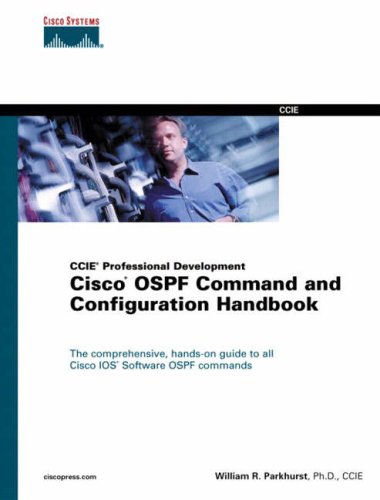 CISCO SYSTEMS
CCIE
CCIE® Professional Development
Cisco® OSPF Command and
Configuration Handbook
The comprehensive, hands-on guide to all
Cisco IOS® Software OSPF commands
ciscopress.com
William R. Parkhurst, Ph.D., CCIE